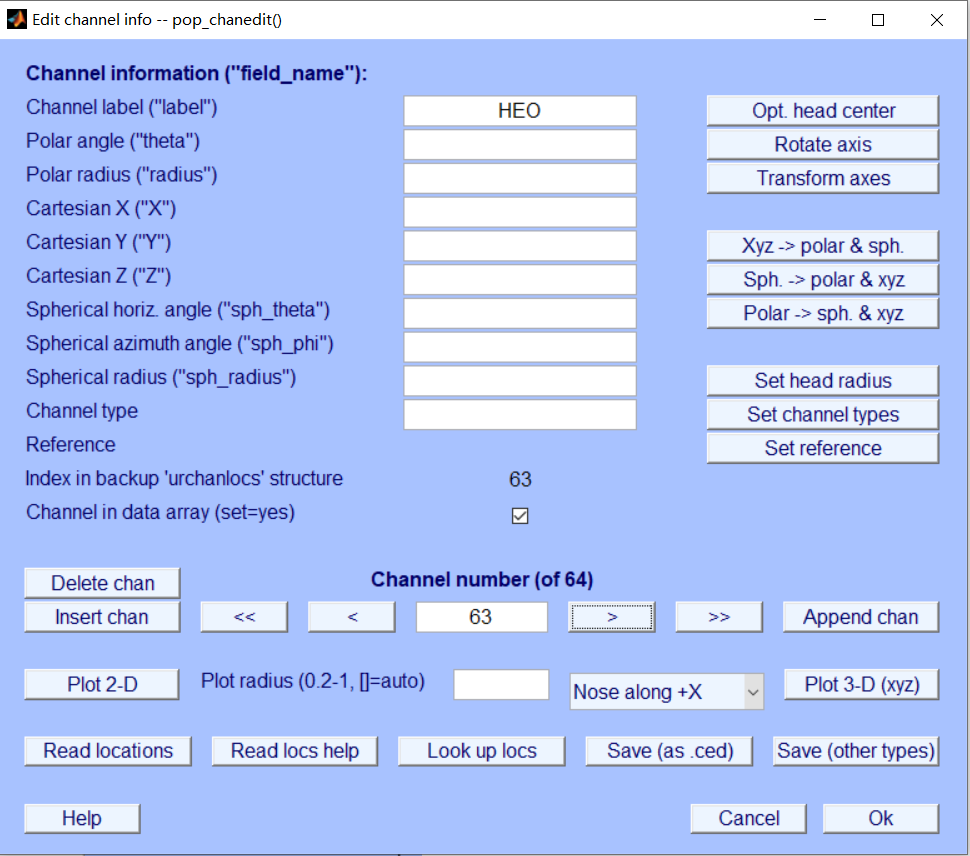 Edit channel info -- pop_chanedit()
Channel information ("field_name"):
Channel label ("label") HEO Opt. head center
Polar angle ("theta") Rotate axis
Polar radius ("radius") Transform axes
Cartesian X ("X")
Cartesian Y ("Y") Xyz -> polar & sph.
Cartesian Z ("Z") Sph. -> polar & xyz
Spherical horiz. angle ("sph_theta") Polar -> sph. & xyz
Spherical azimuth angle ("sph_phi")
Spherical radius ("sph_radius") Set head radius
Channel type Set channel types
Reference Set reference
Index in backup 'urchanlocs' structure 63
Channel in data array (set=yes)
Delete chan Channel number (of 64)
Insert chan << < 63 > >> Append chan
Plot 2-D Plot radius (0.2-1, []=auto) Nose along +X Plot 3-D (xyz)
Read locations Read locs help Look up locs Save (as .ced) Save (other types)
Help Cancel Ok